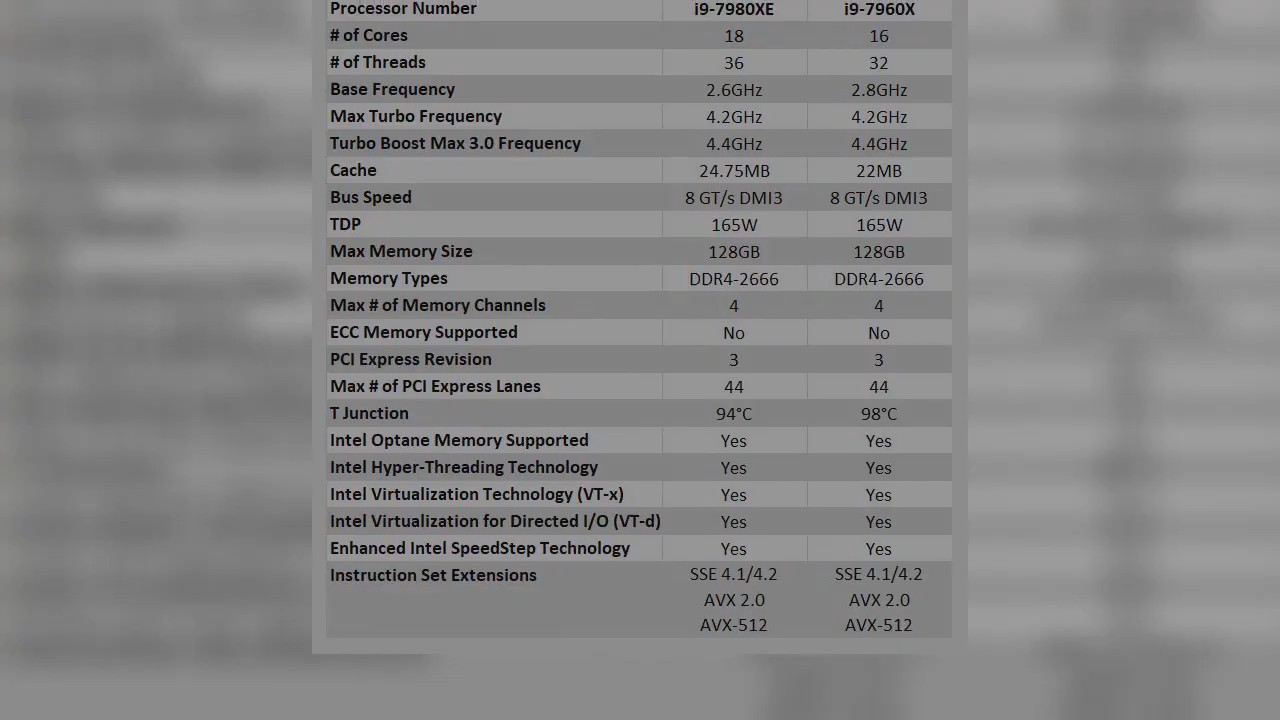 Processor Number i9-7980XE i9-7960X
# of Cores 18 16
# of Threads 36 32
Base Frequency 2.6GHz 2.8GHz
Max Turbo Frequency 4.2GHz 4.2GHz
Turbo Boost Max 3.0 Frequency 4.4GHz 4.4GHz
Cache 24.75MB 22MB
Bus Speed 8 GT/s DMI3 8 GT/s DMI3
TDP 165W 165W
Max Memory Size 128GB 128GB
Memory Types DDR4-2666 DDR4-2666
Max # of Memory Channels 4 4
ECC Memory Supported No No
PCI Express Revision 3 3
Max # of PCI Express Lanes 44 44
T Junction 94°C 98°C
Intel Optane Memory Supported Yes Yes
Intel Hyper-Threading Technology Yes Yes
Intel Virtualization Technology (VT-x) Yes Yes
Intel Virtualization for Directed I/O (VT-d) Yes Yes
Enhanced Intel SpeedStep Technology Yes Yes
Instruction Set Extensions SSE 4.1/4.2 SSE 4.1/4.2
AVX 2.0 AVX 2.0
AVX-512 AVX-512